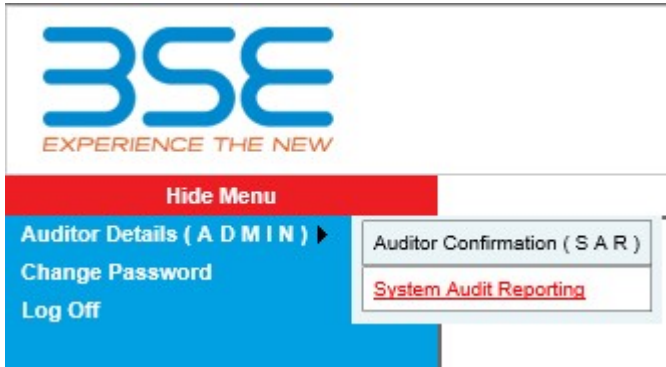 BSE
EXPERIENCE THE NEW
Hide Menu
Auditor Details ( A D M I N )
Auditor Confirmation ( S A R )
Change Password
System Audit Reporting
Log Off